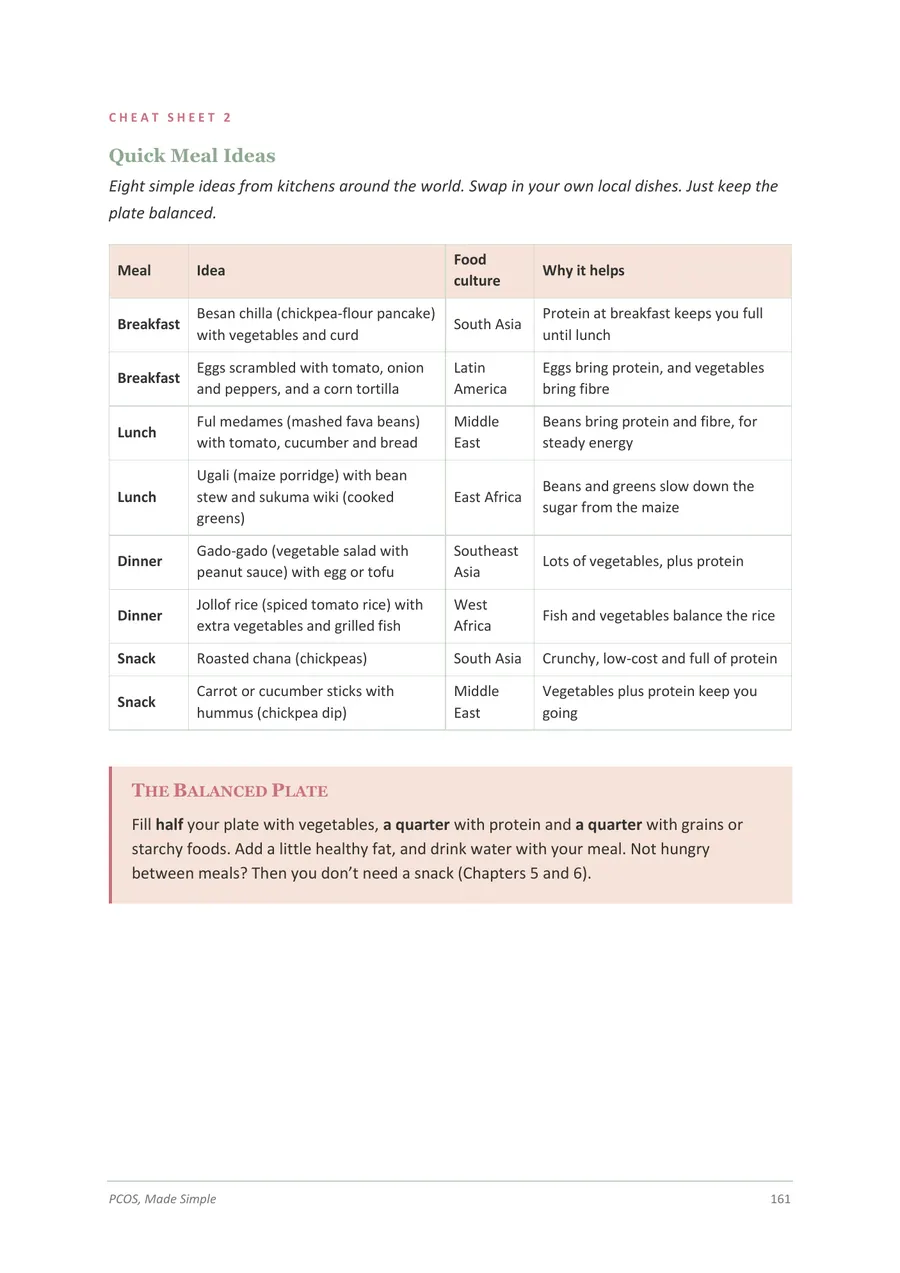 CHEAT SHEET 2
Quick Meal Ideas
Eight simple ideas from kitchens around the world. Swap in your own local dishes. Just keep the
plate balanced.
Meal
Idea
Food
culture
Why it helps
Breakfast
Besan chilla (chickpea-flour pancake)
with vegetables and curd
South Asia
Protein at breakfast keeps you full
until lunch
Breakfast
Eggs scrambled with tomato, onion
and peppers, and a corn tortilla
Latin
America
Eggs bring protein, and vegetables
bring fibre
Lunch
Ful medames (mashed fava beans)
with tomato, cucumber and bread
Middle
East
Beans bring protein and fibre, for
steady energy
Lunch
Ugali (maize porridge) with bean
stew and sukuma wiki (cooked
greens)
East Africa
Beans and greens slow down the
sugar from the maize
Dinner
Gado-gado (vegetable salad with
peanut sauce) with egg or tofu
Southeast
Asia
Lots of vegetables, plus protein
Dinner
Jollof rice (spiced tomato rice) with
extra vegetables and grilled fish
West
Africa
Fish and vegetables balance the rice
Snack
Roasted chana (chickpeas)
South Asia
Crunchy, low-cost and full of protein
Snack
Carrot or cucumber sticks with
hummus (chickpea dip)
Middle
East
Vegetables plus protein keep you
going
THE BALANCED PLATE
Fill half your plate with vegetables, a quarter with protein and a quarter with grains or
starchy foods. Add a little healthy fat, and drink water with your meal. Not hungry
between meals? Then you don’t need a snack (Chapters 5 and 6).
PCOS, Made Simple
161